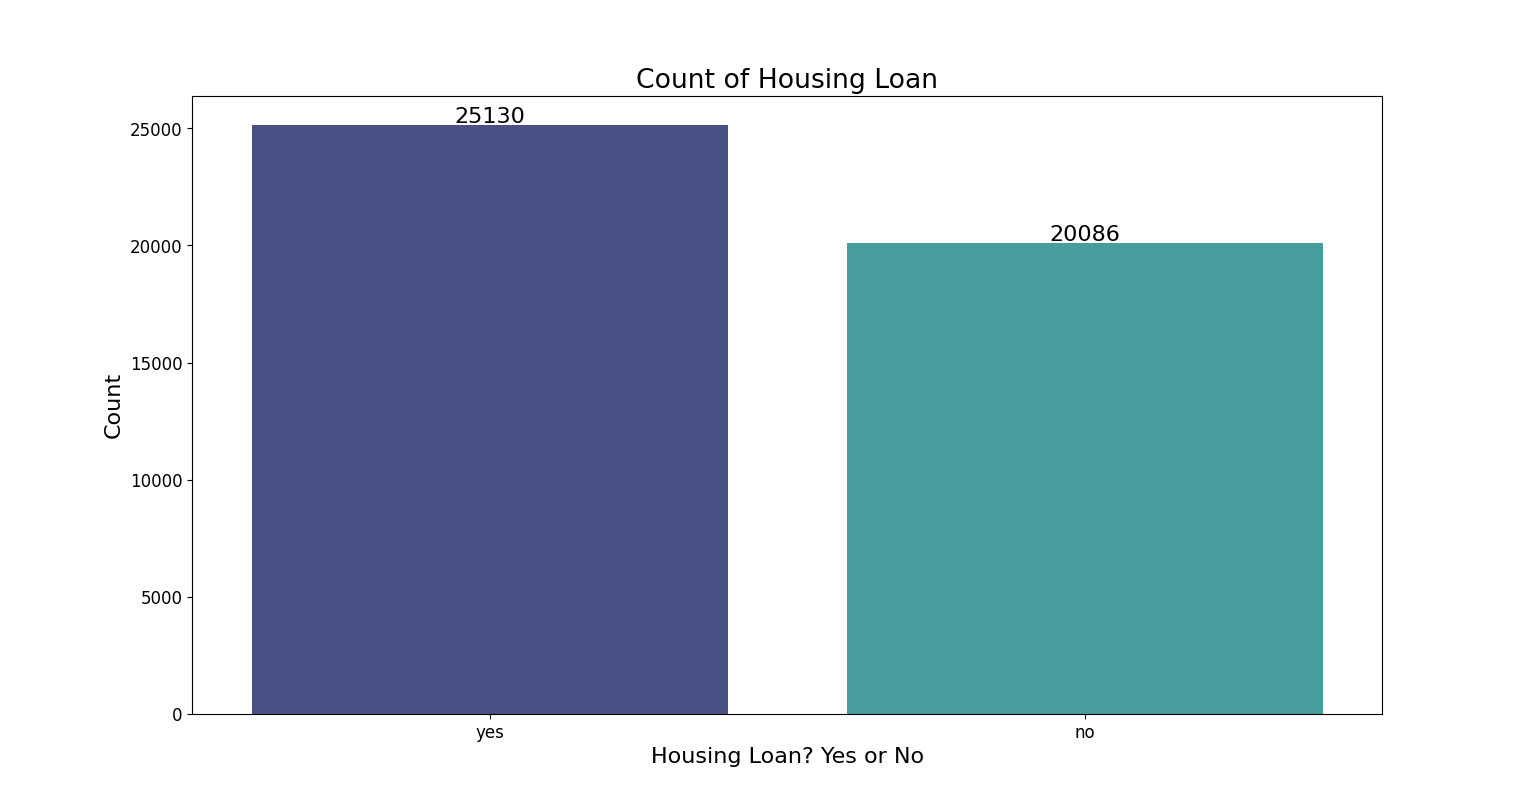 Count of Housing Loan
25130
20086
25000
20000
15000
10000
5000
0
Count
yes
no
Housing Loan? Yes or No